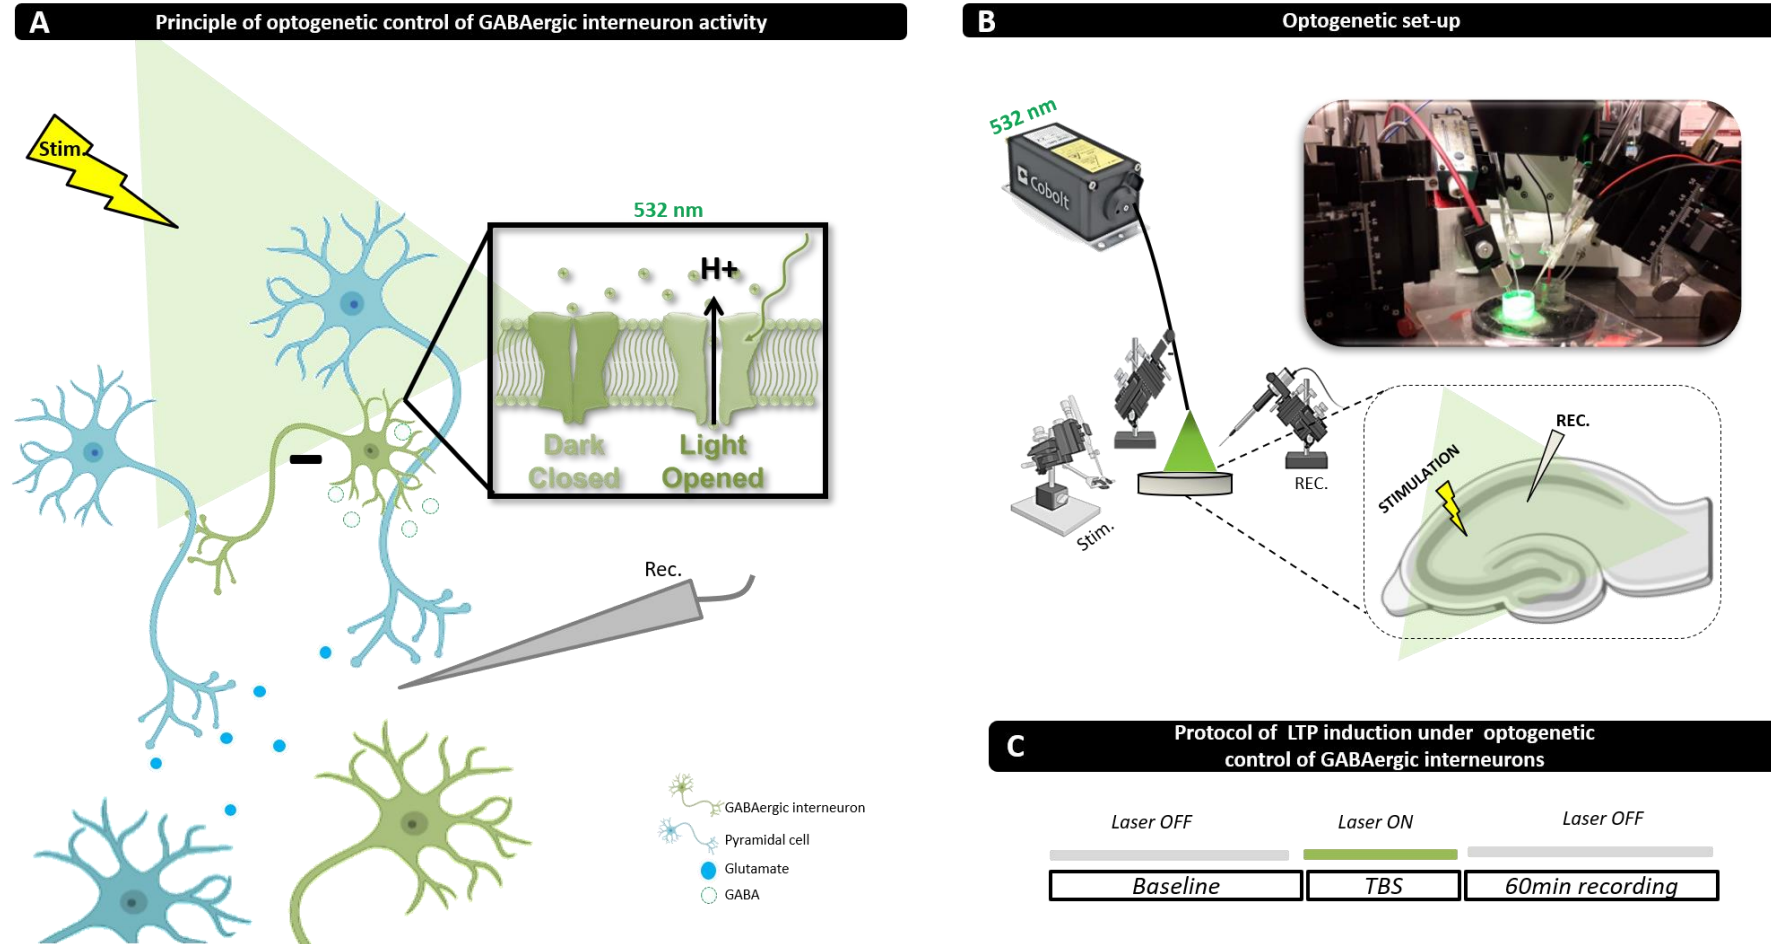 A
Principle of optogenetic control of GABAergic interneuron activity
Stim.
532 nm
H+
Dark
Closed
Light
Opened
Rec.
GABAergic interneuron
Pyramidal cell
Glutamate
GABA
B
Optogenetic set-up
532 nm
Cobolt
Stim.
REC.
STIMULATION
REC.
C
Protocol of LTP induction under optogenetic
control of GABAergic interneurons
Laser OFF
Laser ON
Laser OFF
Baseline
TBS
60min recording